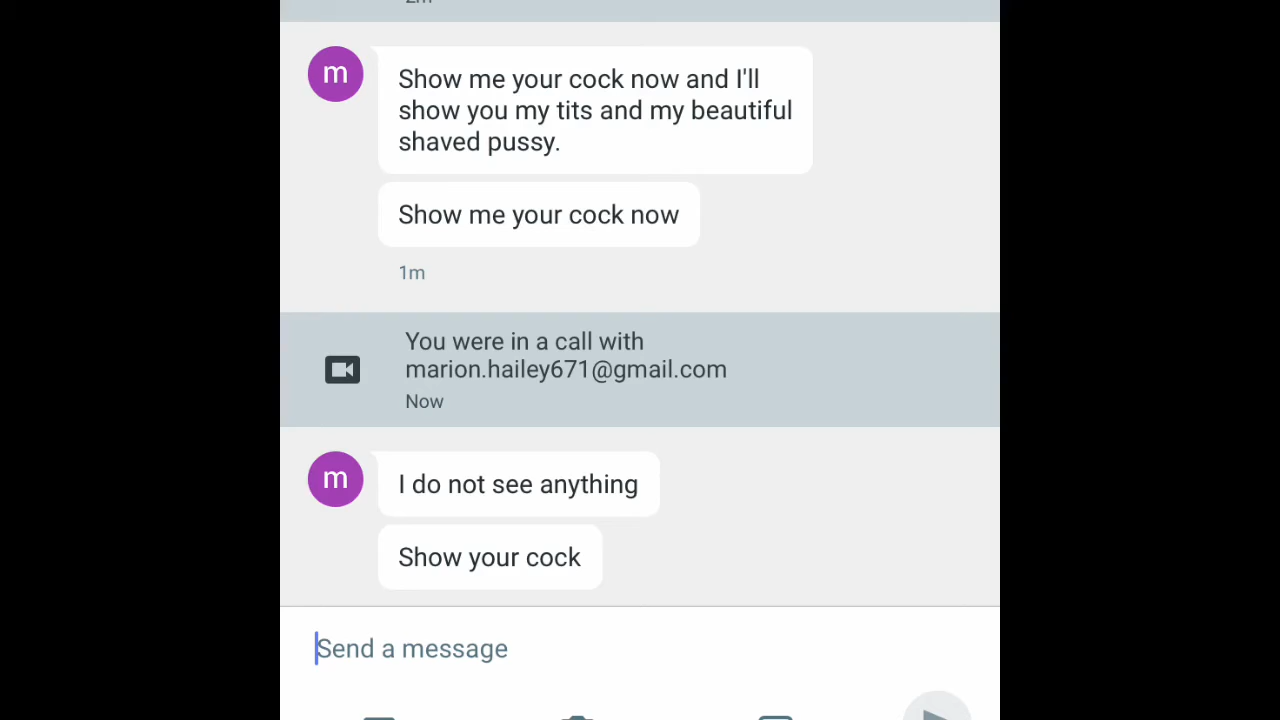 m
Show me your cock now and I'll
show you my tits and my beautiful
shaved pussy.
Show me your cock now
1m
You were in a call with
marion.hailey671@gmail.com
Now
m
I do not see anything
Show your cock
Send a message